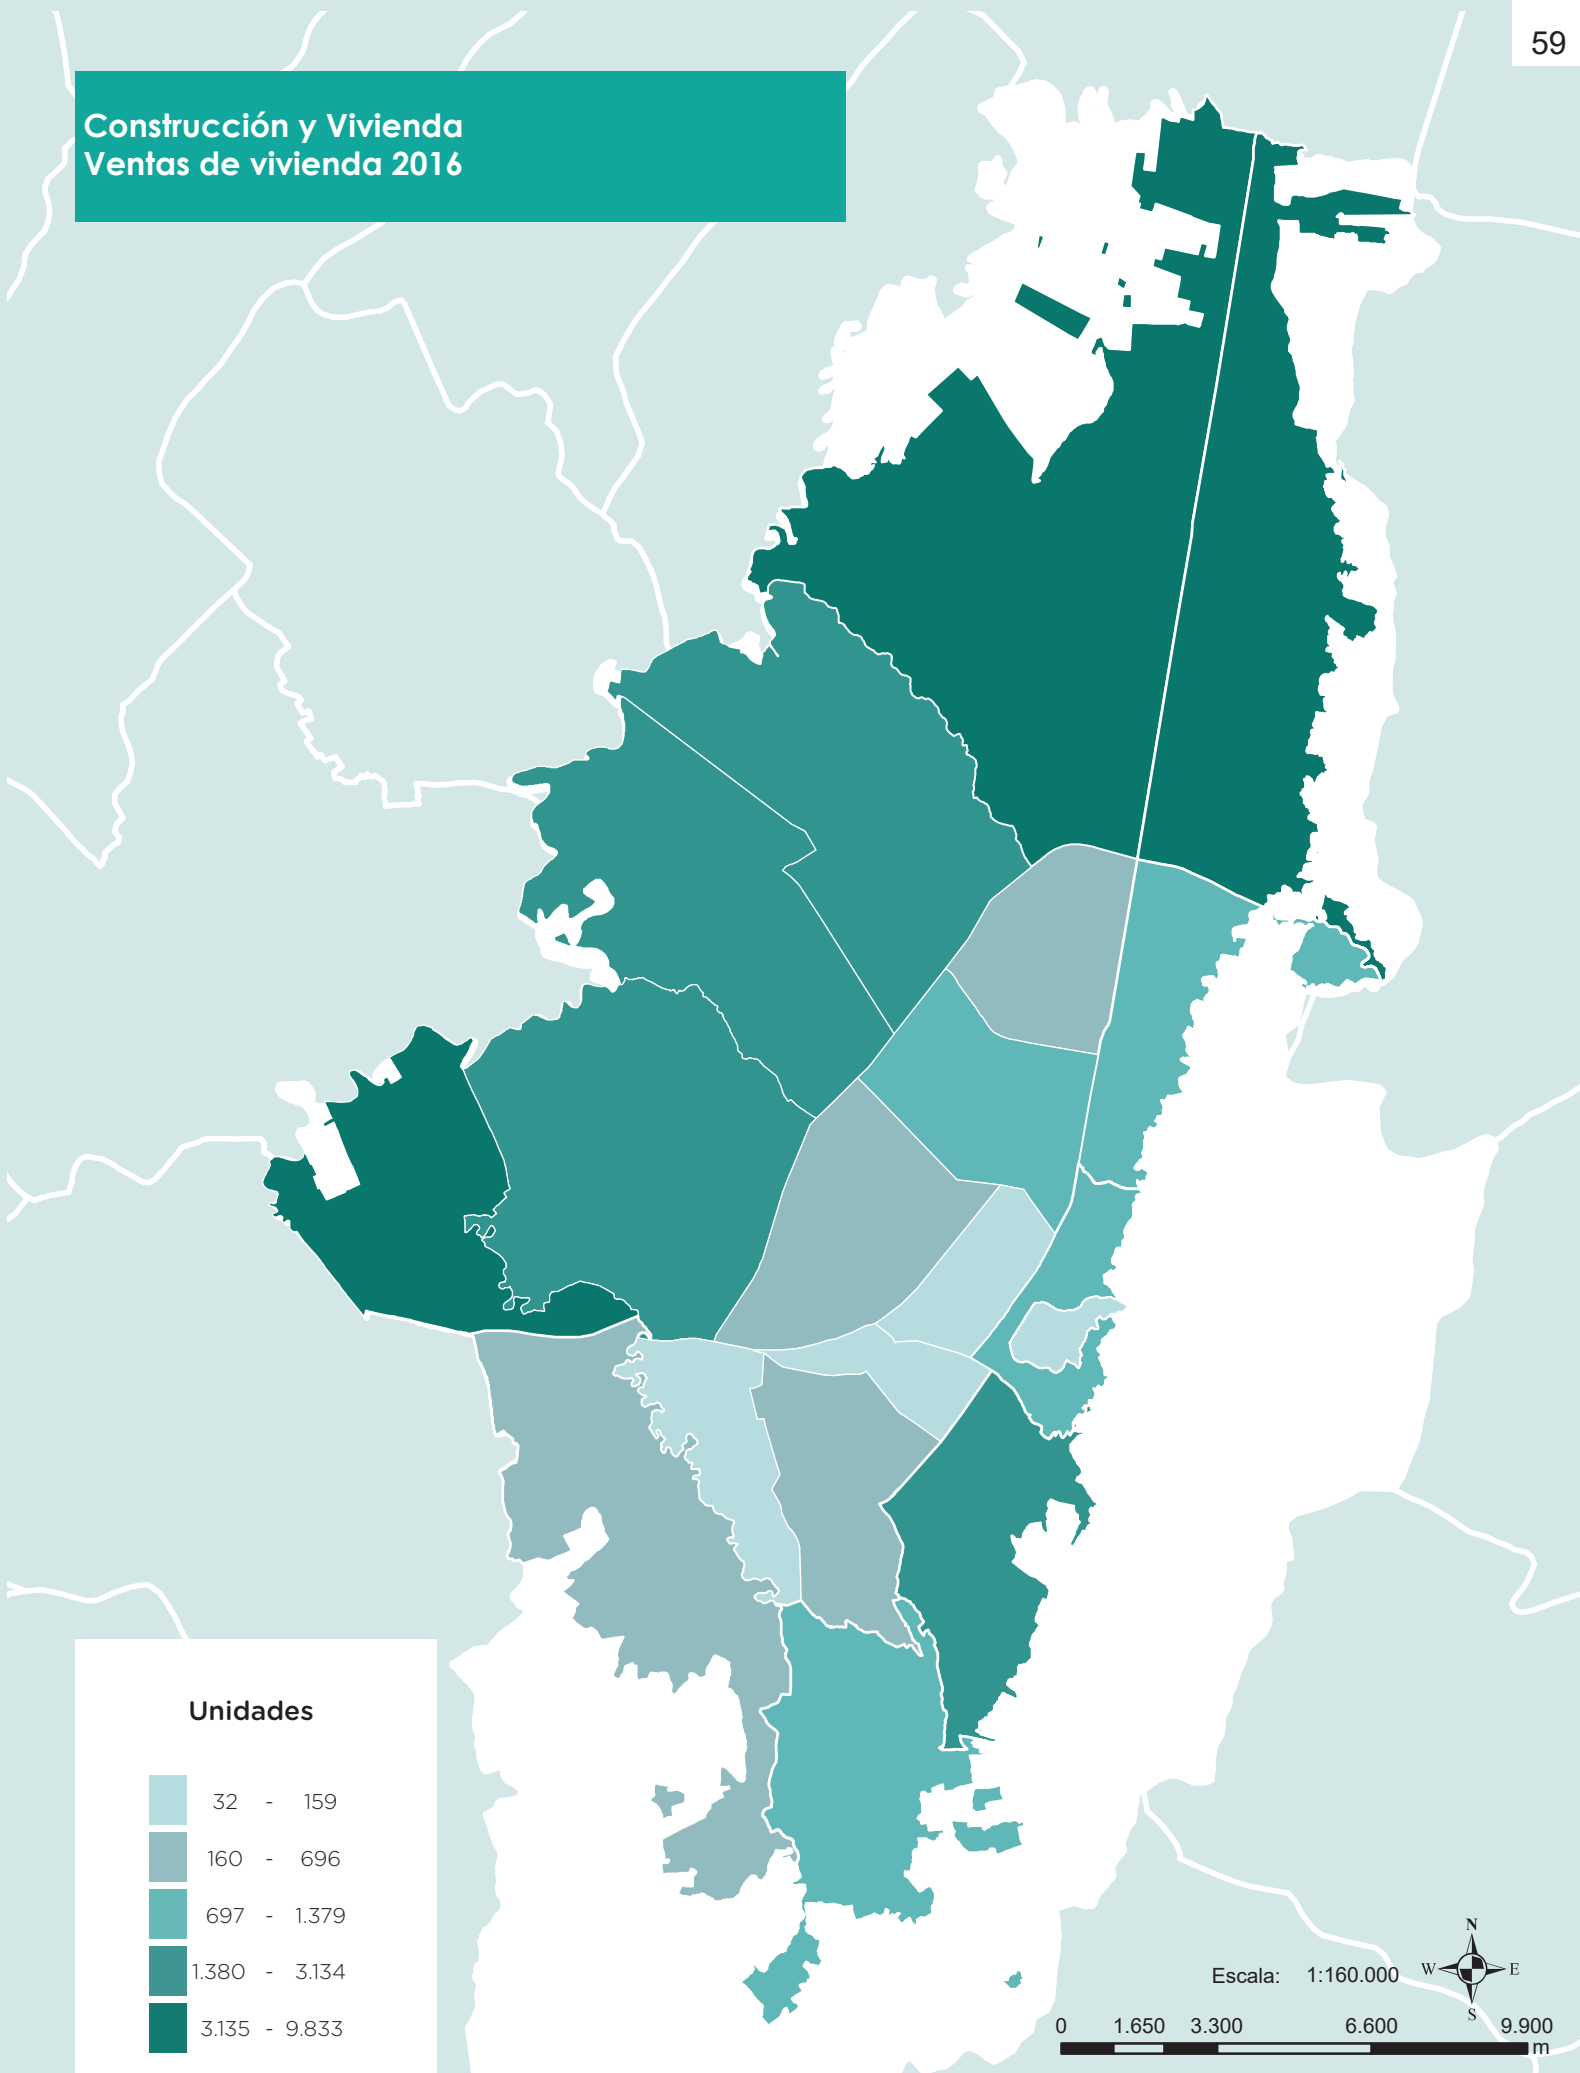 59
Construcción y Vivienda
Ventas de vivienda 2016
Unidades
32 - 159
160 - 696
697 - 1.379
1.380 - 3.134
3.135 - 9.833
Escala: 1:160.000
N
W E
S
0 1.650 3.300 6.600 9.900
m